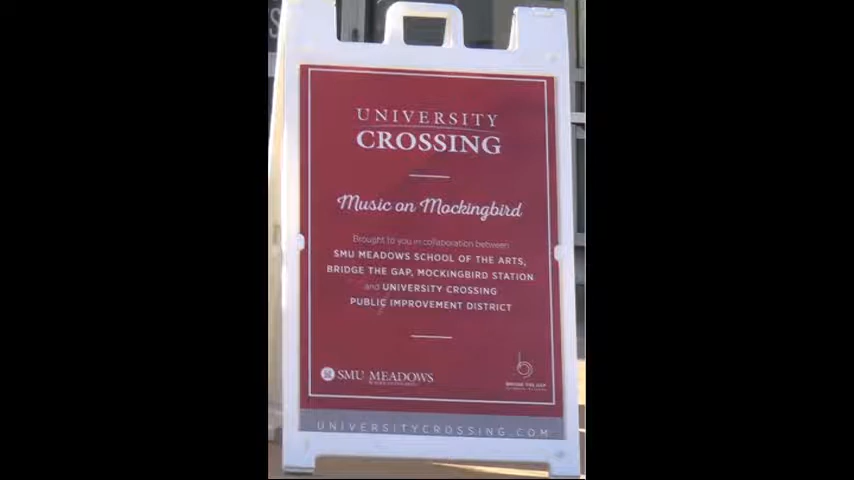 UNIVERSITY
CROSSING
Music on Mockingbird
Brought to you in collaboration between
SMU MEADOWS SCHOOL OF THE ARTS,
BRIDGE THE GAP, MOCKINGBIRD STATION
and UNIVERSITY CROSSING
PUBLIC IMPROVEMENT DISTRICT
SMU MEADOWS
BRIDGE THE GAP
UNIVERSITYCROSSING.COM